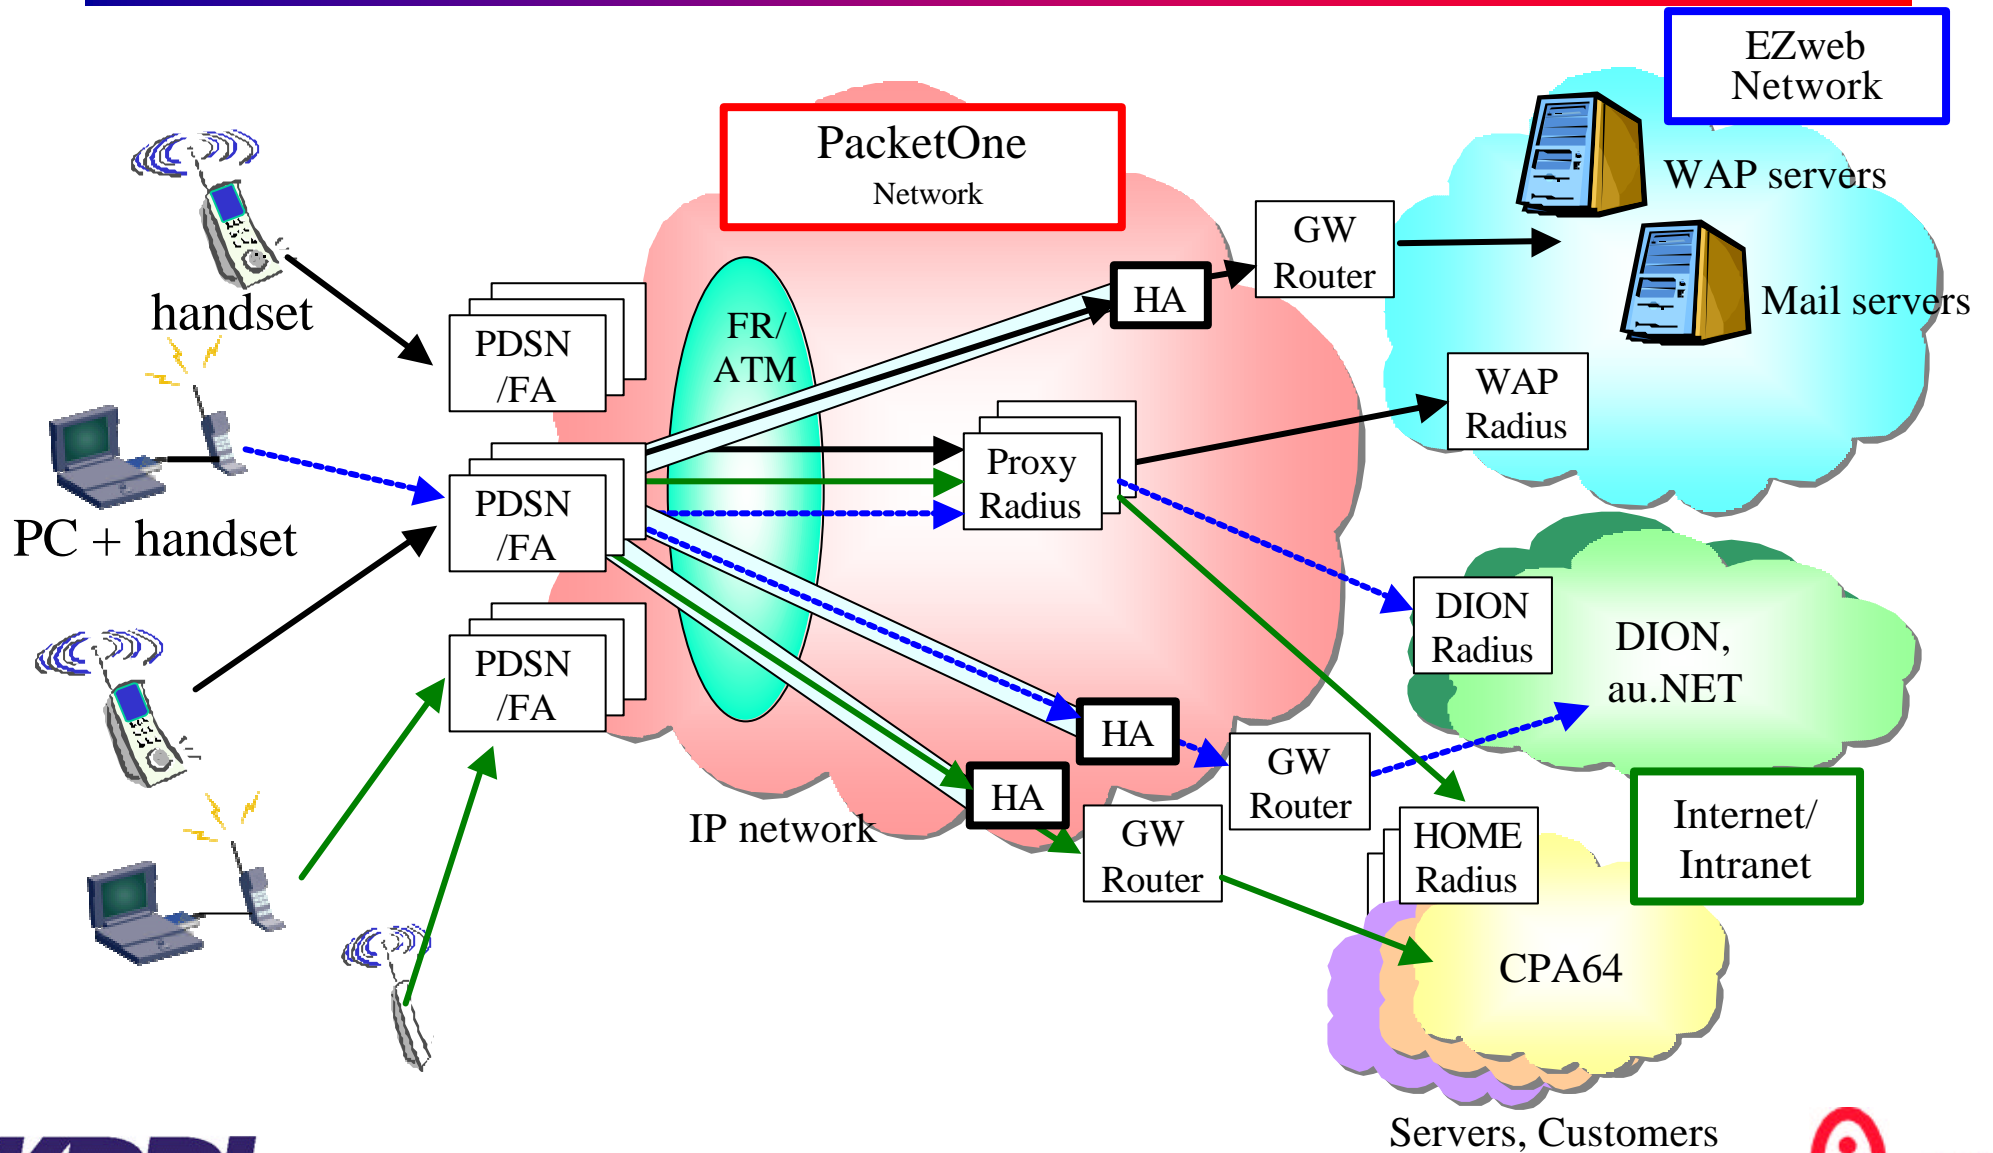 EZweb
Network
PacketOne
Network
WAP servers
GW
Router
HA
Mail servers
handset
FR/
ATM
PDSN
/FA
WAP
Radius
Proxy
Radius
PDSN
/FA
PC + handset
DION
Radius
DION,
au.NET
PDSN
/FA
HA
GW
Router
HA
IP network
GW
Router
HOME
Radius
Internet/
Intranet
CPA64
Servers, Customers